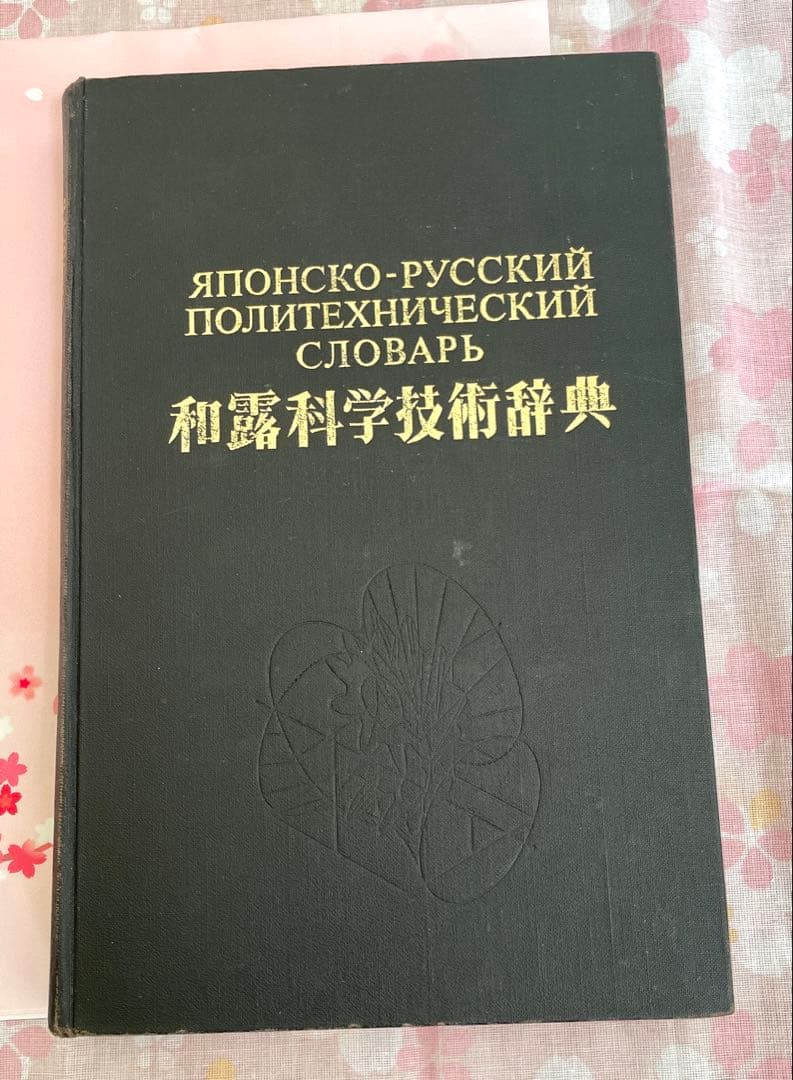 ЯПОНСКО-РУССКИЙ
ПОЛИТЕХНИЧЕСКИЙ
СЛОВАРЬ
和露科学技術辞典